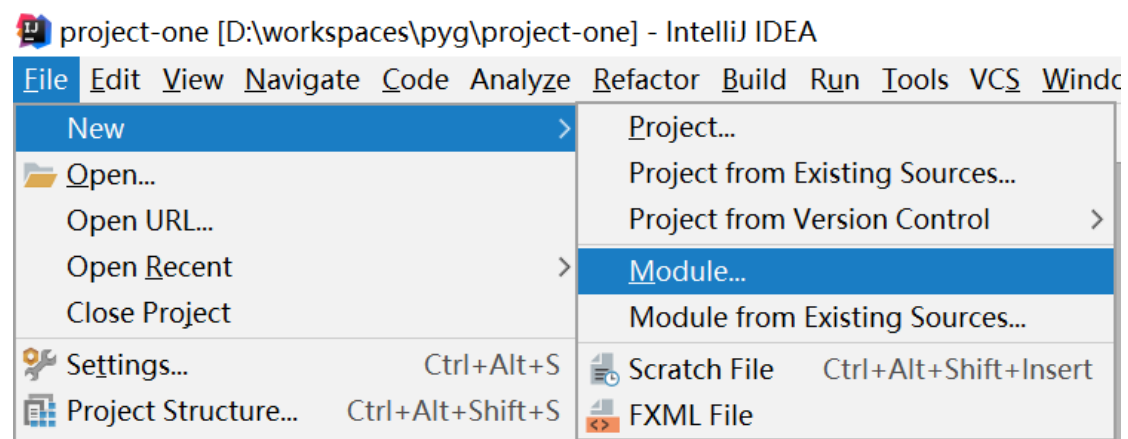 project-one [D:\workspaces\pyg\project-one] - IntelliJ IDEA
File Edit View Navigate Code Analyze Refactor Build Run Tools VCS Windo
New
Open...
Open URL...
Open Recent
Close Project
Settings... Ctrl+Alt+S
Project Structure... Ctrl+Alt+Shift+S
Project...
Project from Existing Sources...
Project from Version Control
Module...
Module from Existing Sources...
Scratch File Ctrl+Alt+Shift+Insert
FXML File